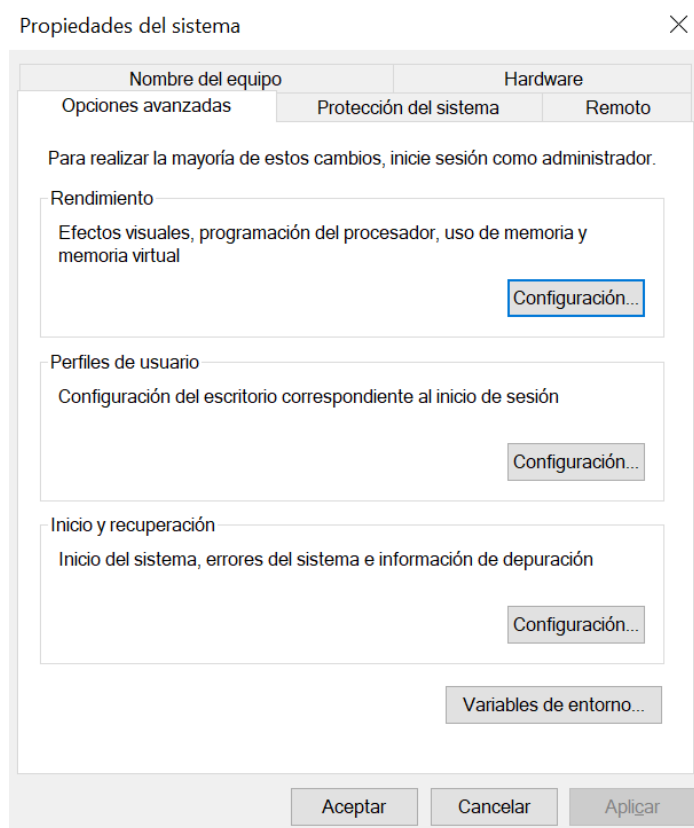 Propiedades del sistema
Nombre del equipo
Hardware
Opciones avanzadas
Protección del sistema
Remoto
Para realizar la mayoría de estos cambios, inicie sesión como administrador.
Rendimiento
Efectos visuales, programación del procesador, uso de memoria y
memoria virtual
Configuración...
Perfiles de usuario
Configuración del escritorio correspondiente al inicio de sesión
Configuración...
Inicio y recuperación
Inicio del sistema, errores del sistema e información de depuración
Configuración...
Variables de entorno...
Aceptar
Cancelar
Aplicar